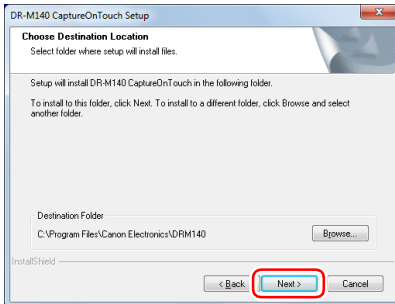 DR-M140 CaptureOnTouch Setup
Choose Destination Location
Select folder where setup will install files.
Setup will install DR-M140 CaptureOnTouch in the following folder.
To install to this folder, click Next. To install to a different folder, click Browse and select
another folder.
Destination Folder
C:\Program Files\Canon Electronics\DRM140
Browse...
InstallShield
< Back
Next >
Cancel